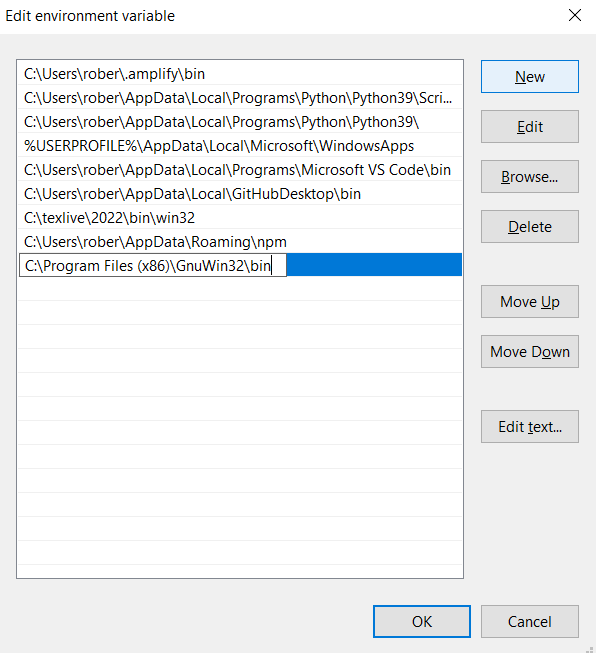 Edit environment variable
C:\Users\rober\.amplify\bin
C:\Users\rober\AppData\Local\Programs\Python\Python39\Scri...
C:\Users\rober\AppData\Local\Programs\Python\Python39\
%USERPROFILE%\AppData\Local\Microsoft\WindowsApps
C:\Users\rober\AppData\Local\Programs\Microsoft VS Code\bin
C:\Users\rober\AppData\Local\GitHubDesktop\bin
C:\texlive\2022\bin\win32
C:\Users\rober\AppData\Roaming\npm
C:\Program Files (x86)\GnuWin32\bin
New
Edit
Browse...
Delete
Move Up
Move Down
Edit text...
OK
Cancel